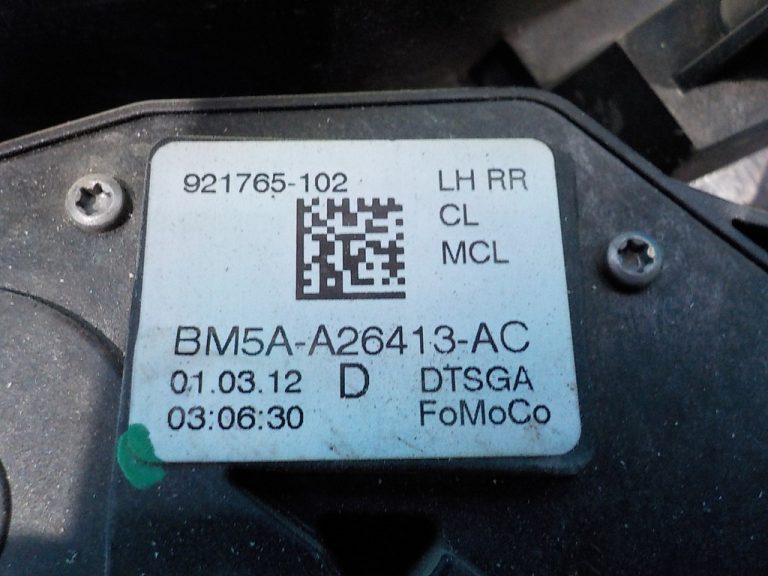 921765-102 LH RR
CL
MCL
BM5A-A26413-AC
01.03.12 D DTSGA
03:06:30 FoMoCo